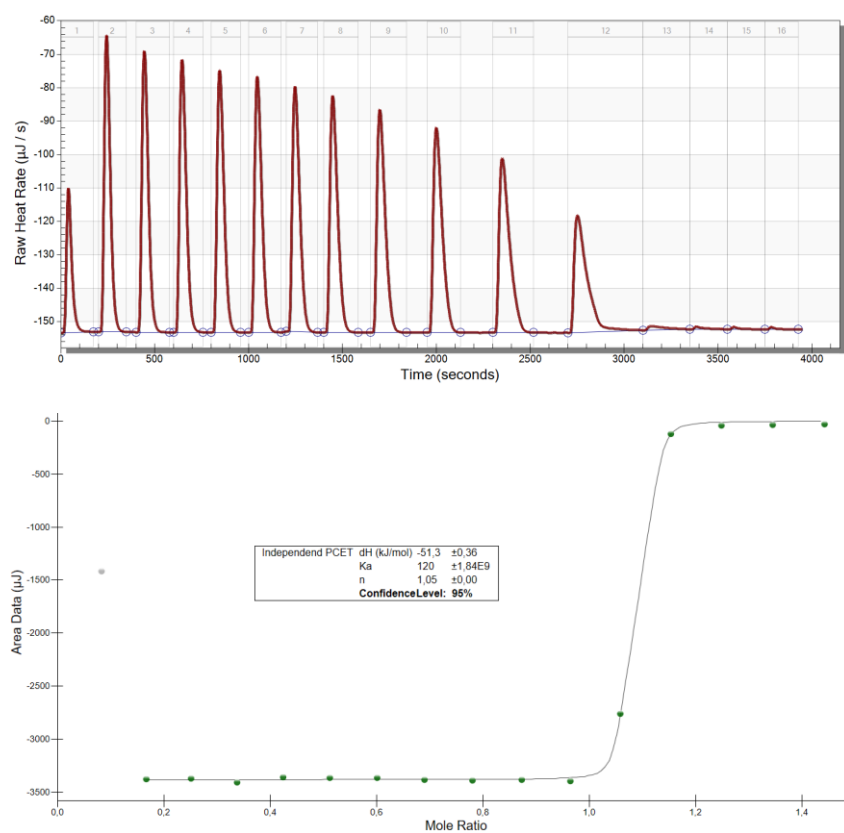 -60
1 2 3 4 5 6 7 8 9 10 11 12 13 14 15 16
-70
-80
-90
-100
-110
-120
-130
-140
-150
Raw Heat Rate (µJ / s)
0 500 1000 1500 2000 2500 3000 3500 4000
Time (seconds)
0
-500
-1000
-1500
-2000
-2500
-3000
-3500
Area Data (µJ)
Independend PCET dH (kJ/mol) -51,3 ±0,36
Ka 120 ±1,84E9
n 1,05 ±0,00
ConfidenceLevel: 95%
0,0 0,2 0,4 0,6 0,8 1,0 1,2 1,4
Mole Ratio